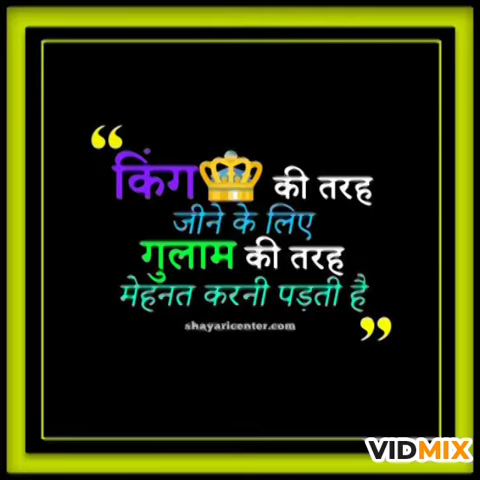 “
किंग की तरह
जीने के लिए
गुलाम की तरह
मेहनत करनी पड़ती है
shayaricenter.com
”
VIDMIX